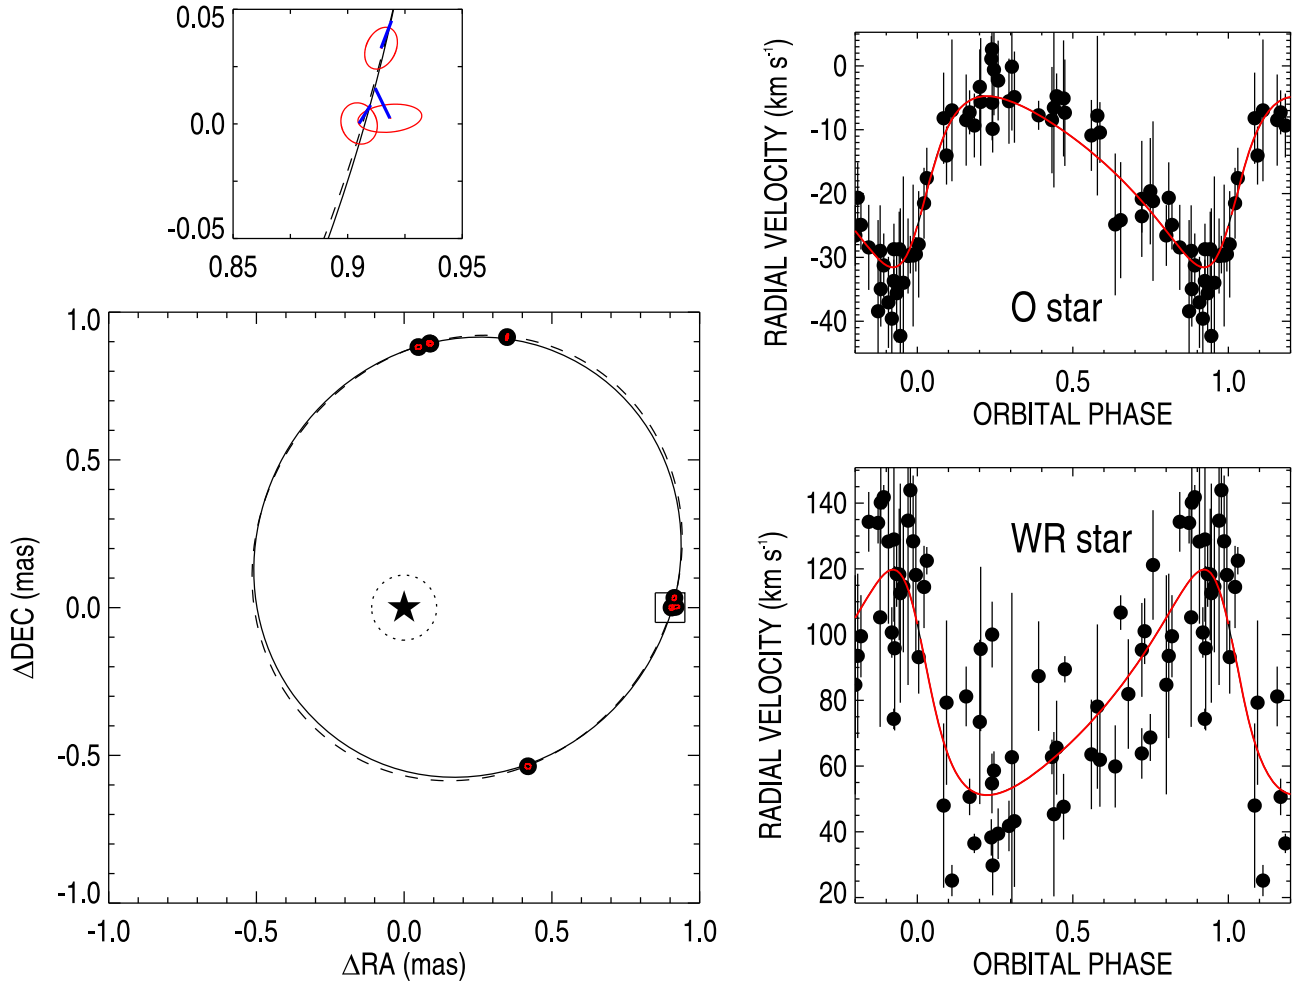 0.05
0.0
-0.05
0.85 0.9 0.95
1.0
0.5
0.0
-0.5
-1.0
ΔDEC (mas)
-1.0 -0.5 0.0 0.5 1.0
ΔRA (mas)
0
-10
-20
-30
-40
RADIAL VELOCITY (km s⁻¹)
O star
0.0 0.5 1.0
ORBITAL PHASE
140
120
100
80
60
40
20
RADIAL VELOCITY (km s⁻¹)
WR star
0.0 0.5 1.0
ORBITAL PHASE